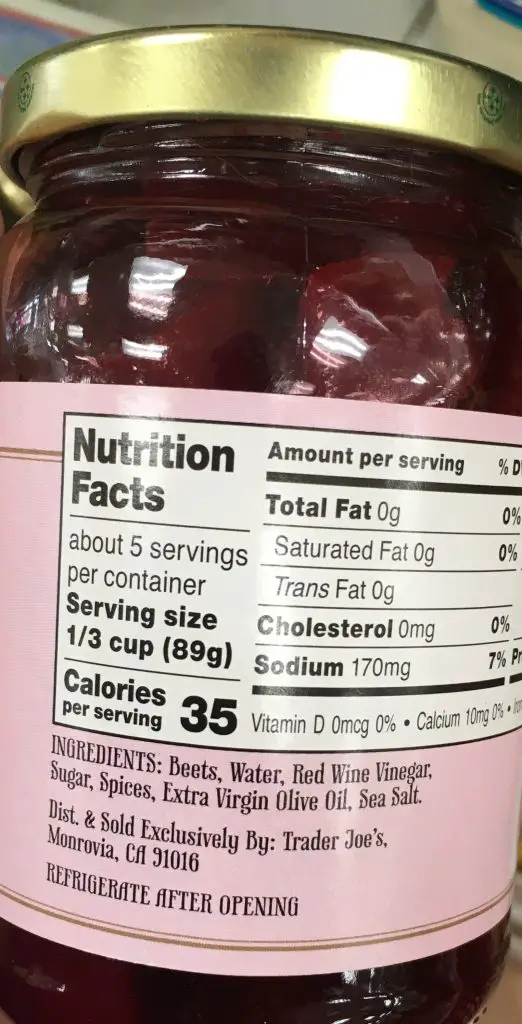 Nutrition
Facts
about 5 servings
per container
Serving size
1/3 cup (89g)
Calories
per serving 35
Amount per serving % D
Total Fat 0g 0%
Saturated Fat 0g 0%
Trans Fat 0g
Cholesterol 0mg 0%
Sodium 170mg 7% Pr
Vitamin D 0mcg 0% • Calcium 10mg 0% •
INGREDIENTS: Beets, Water, Red Wine Vinegar,
Sugar, Spices, Extra Virgin Olive Oil, Sea Salt.
Dist. & Sold Exclusively By: Trader Joe's,
Monrovia, CA 91016
REFRIGERATE AFTER OPENING